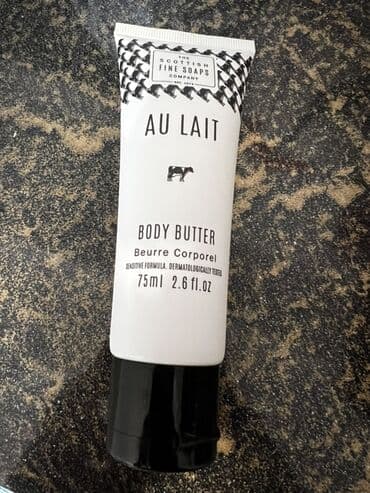 THE
SCOTTISH
FINE SOAPS
COMPANY
AU LAIT
BODY BUTTER
Beurre Corporel
SENSITIVE FORMULA. DERMATOLOGICALLY TESTED
75ml 2.6 fl.oz